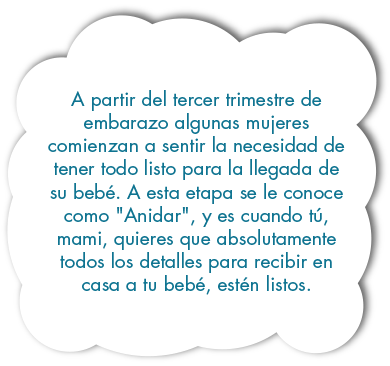 A partir del tercer trimestre de
embarazo algunas mujeres
comienzan a sentir la necesidad de
tener todo listo para la llegada de
su bebé. A esta etapa se le conoce
como "Anidar", y es cuando tú,
mami, quieres que absolutamente
todos los detalles para recibir en
casa a tu bebé, estén listos.